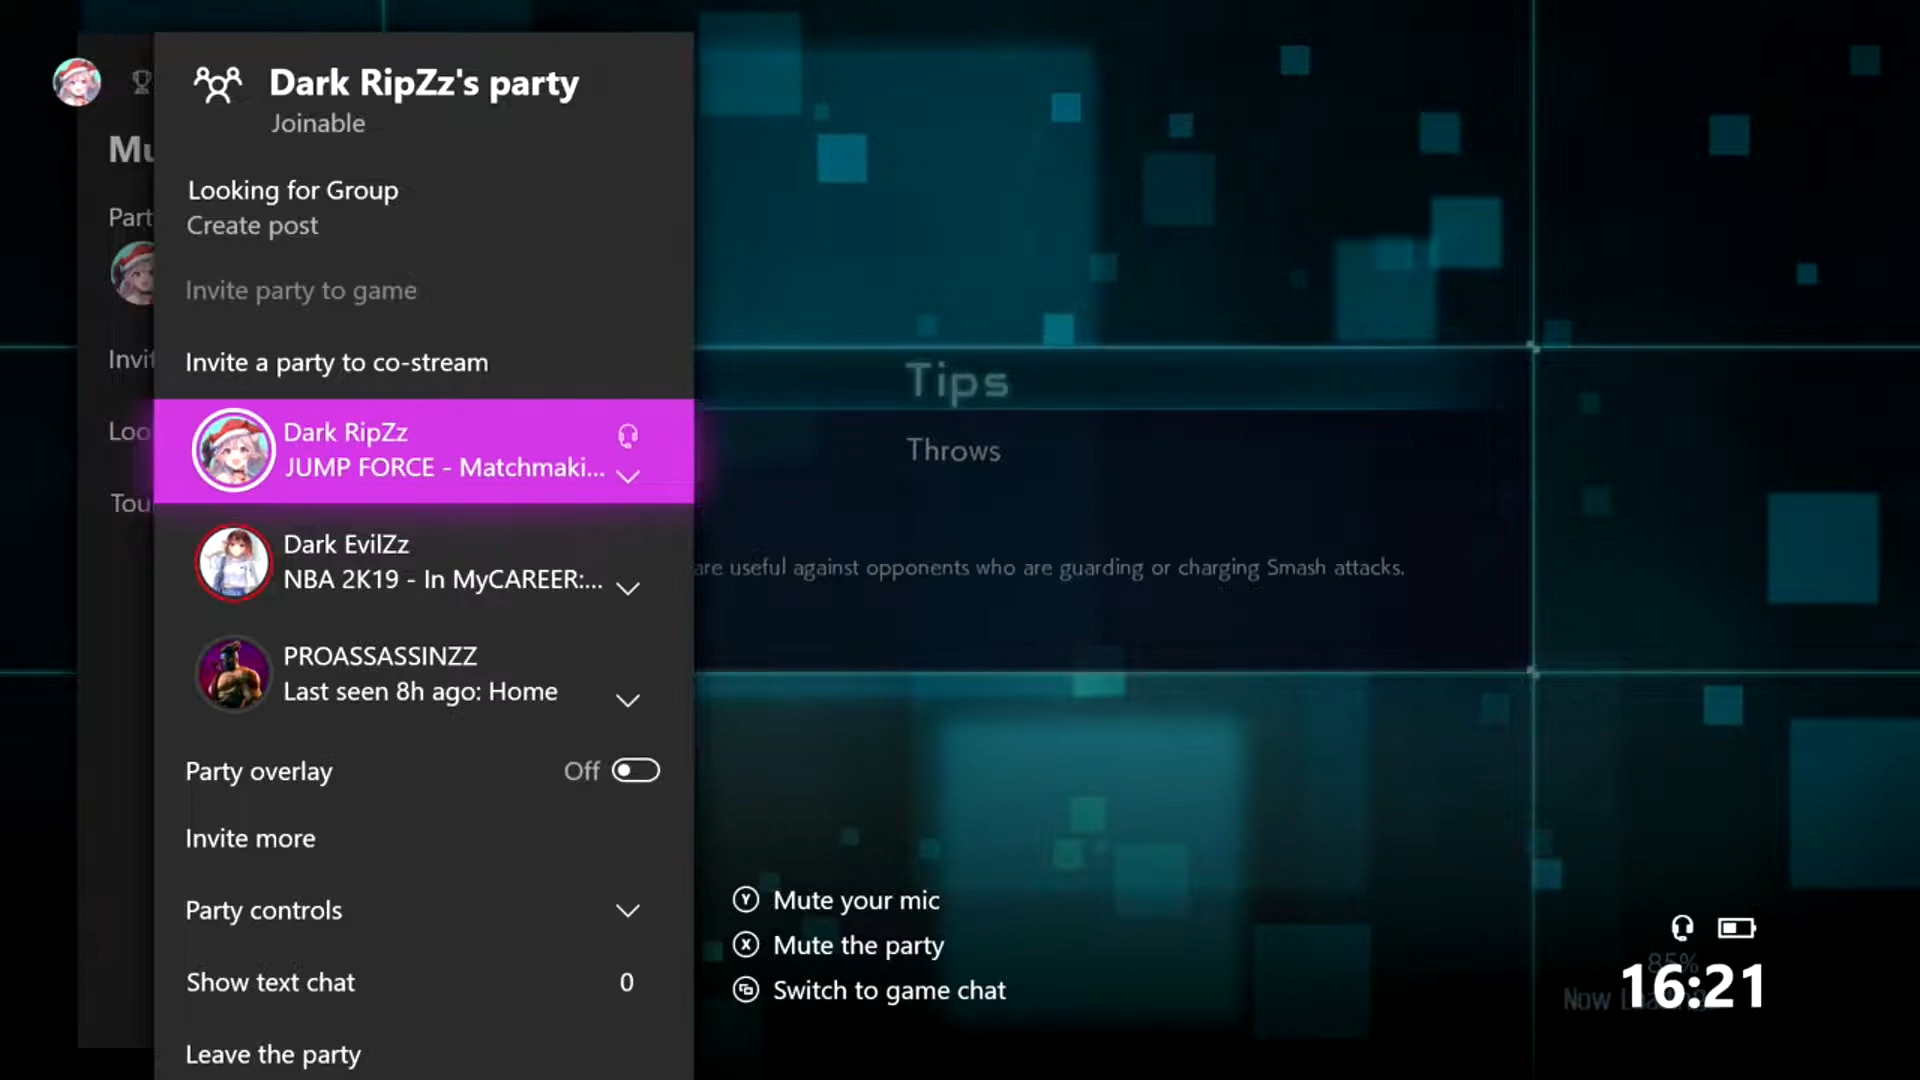 Dark RipZz's party
Joinable
Mu
Looking for Group
Create post
Part
Invite party to game
Invit
Invite a party to co-stream
Tips
Loo
Dark RipZz
JUMP FORCE - Matchmaki...
Throws
Tou
Dark EvilZz
NBA 2K19 - In MyCAREER:...
are useful against opponents who are guarding or charging Smash attacks.
PROASSASSINZZ
Last seen 8h ago: Home
Party overlay
Off
Invite more
Party controls
Show text chat
0
Leave the party
Y Mute your mic
X Mute the party
Switch to game chat
85%
16:21
Now